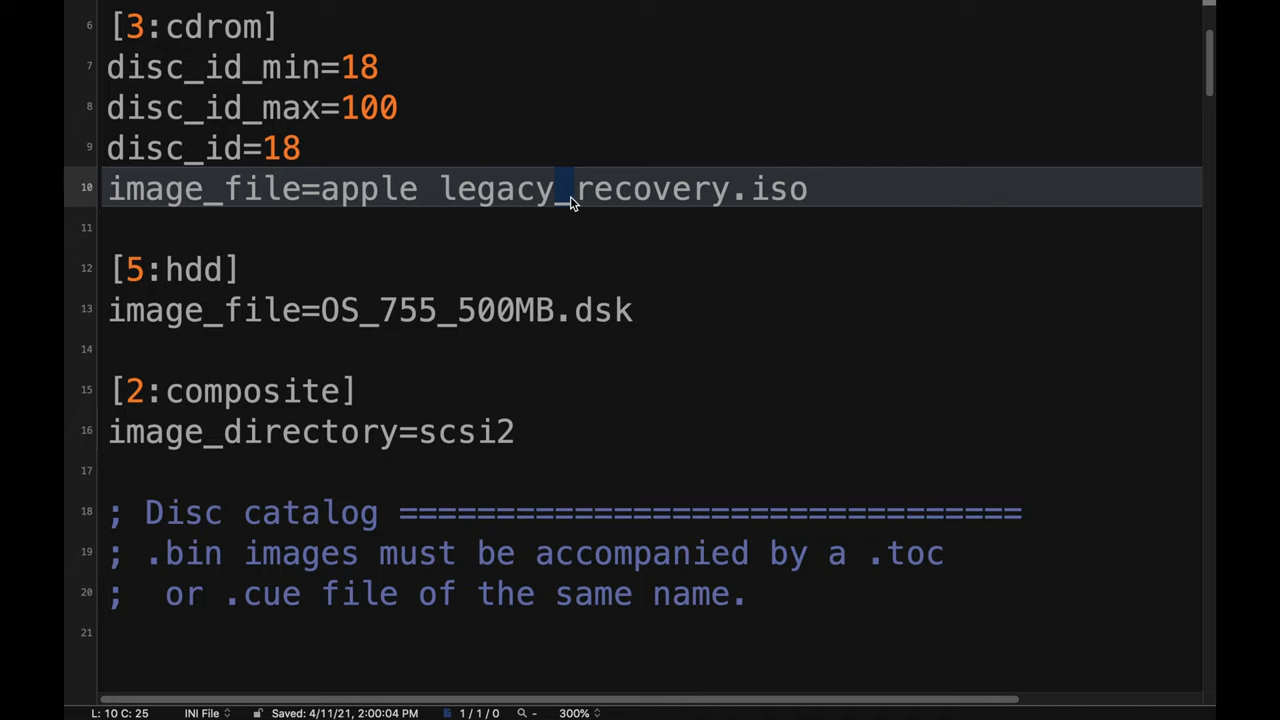 6 [3:cdrom]
7 disc_id_min=18
8 disc_id_max=100
9 disc_id=18
10 image_file=apple legacy_recovery.iso
11
12 [5:hdd]
13 image_file=OS_755_500MB.dsk
14
15 [2:composite]
16 image_directory=scsi2
17
18 ; Disc catalog ================================
19 ; .bin images must be accompanied by a .toc
20 ;   or .cue file of the same name.
21
L: 10 C: 25 INI File Saved: 4/11/21, 2:00:04 PM 1 / 1 / 0 - 300%